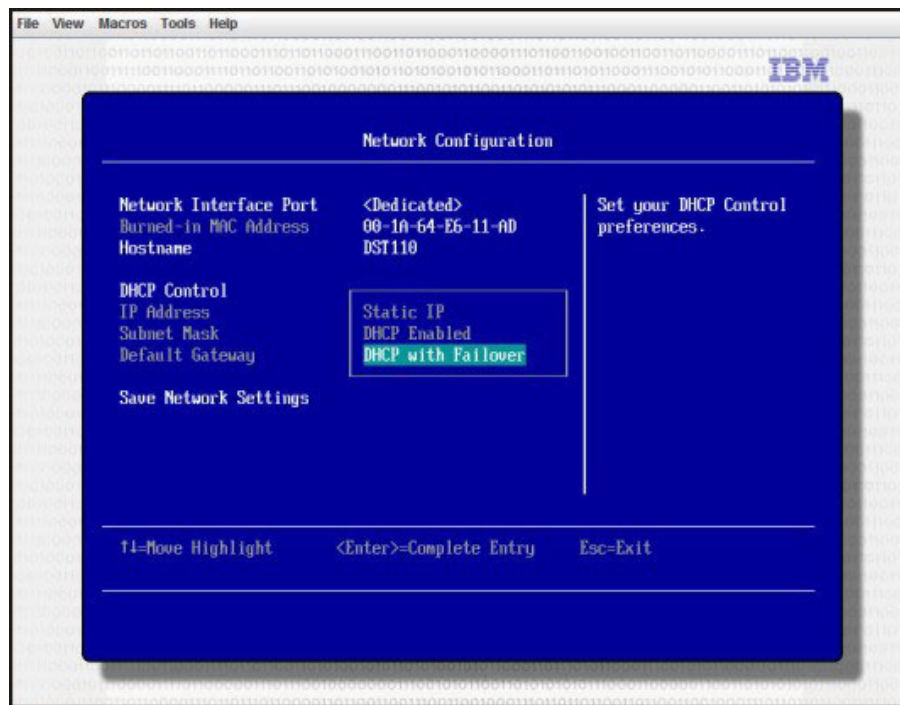 File View Macros Tools Help
IBM
Network Configuration
Network Interface Port <Dedicated> Set your DHCP Control
Burned-in MAC Address 00-1A-64-E6-11-AD preferences.
Hostname DST110
DHCP Control
IP Address Static IP
Subnet Mask DHCP Enabled
Default Gateway DHCP with Failover
Save Network Settings
↑↓=Move Highlight <Enter>=Complete Entry Esc=Exit